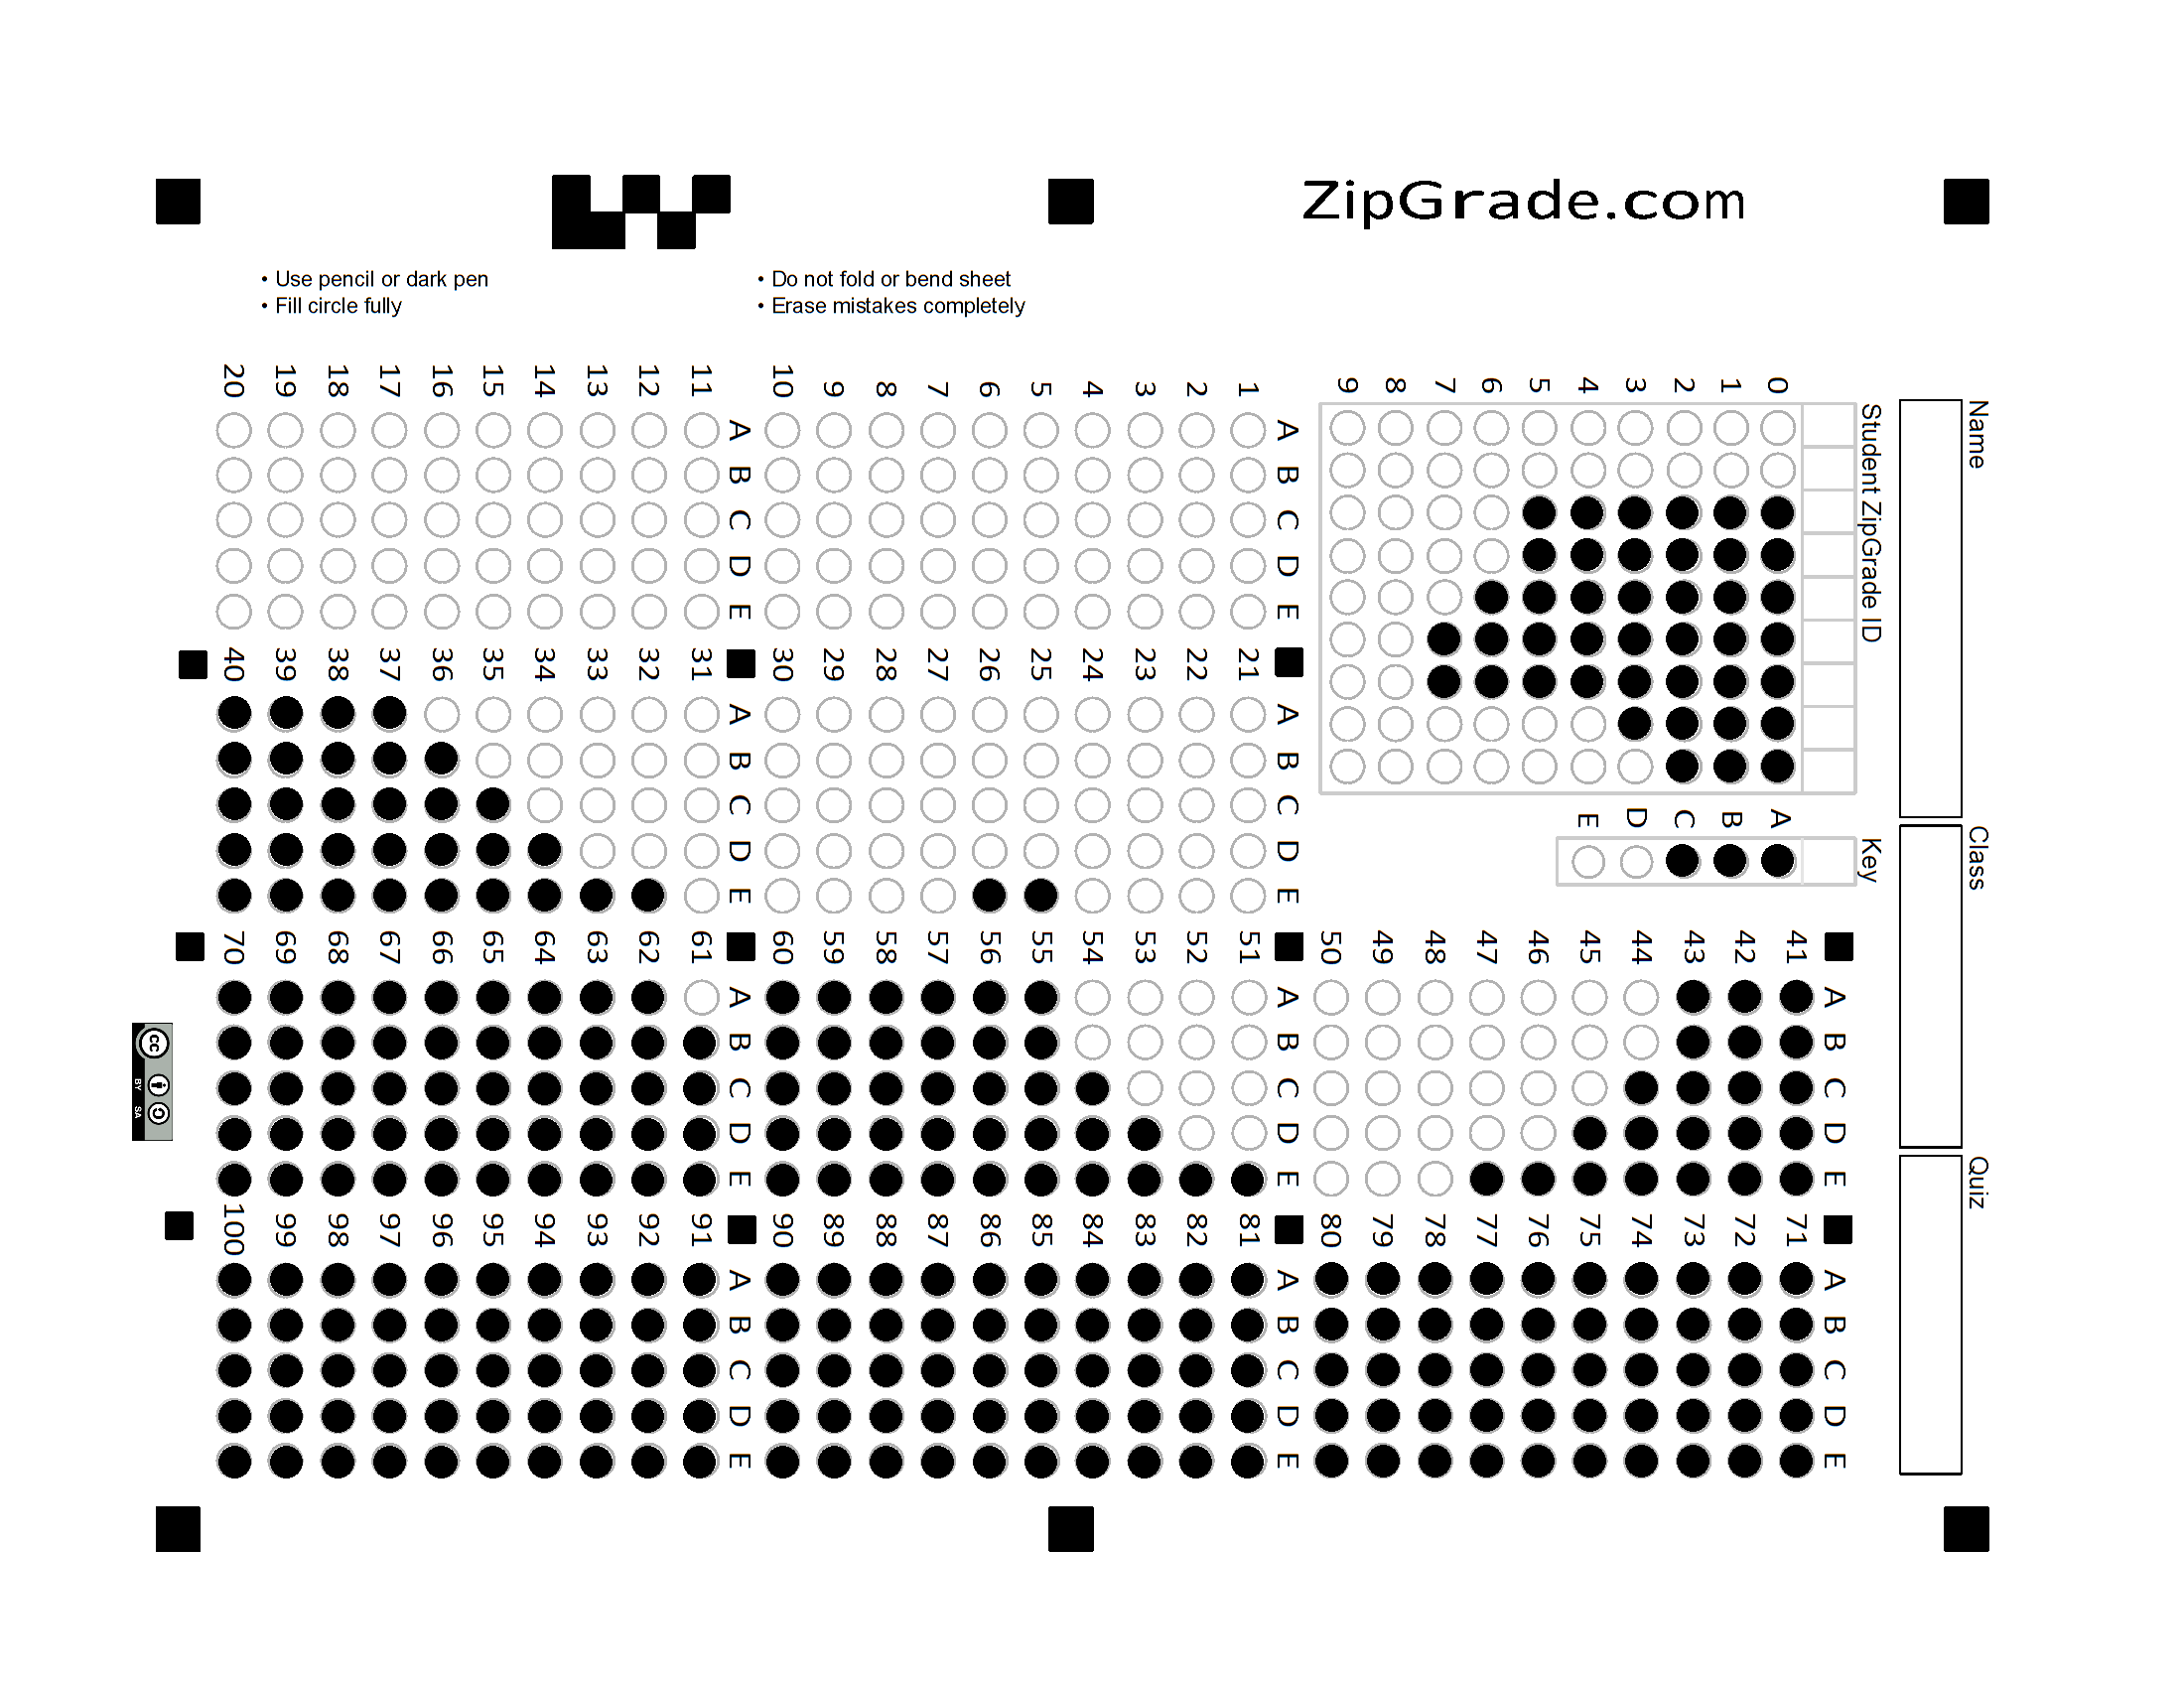 ZipGrade.com
• Use pencil or dark pen
• Fill circle fully
• Do not fold or bend sheet
• Erase mistakes completely
Name
Class
Quiz
Student ZipGrade ID
0 1 2 3 4 5 6 7 8 9
Key
A B C D E
A B C D E
1 2 3 4 5 6 7 8 9 10
A B C D E
11 12 13 14 15 16 17 18 19 20
A B C D E
21 22 23 24 25 26 27 28 29 30
A B C D E
31 32 33 34 35 36 37 38 39 40
A B C D E
41 42 43 44 45 46 47 48 49 50
A B C D E
51 52 53 54 55 56 57 58 59 60
A B C D E
61 62 63 64 65 66 67 68 69 70
A B C D E
71 72 73 74 75 76 77 78 79 80
A B C D E
81 82 83 84 85 86 87 88 89 90
A B C D E
91 92 93 94 95 96 97 98 99 100
cc
BY SA